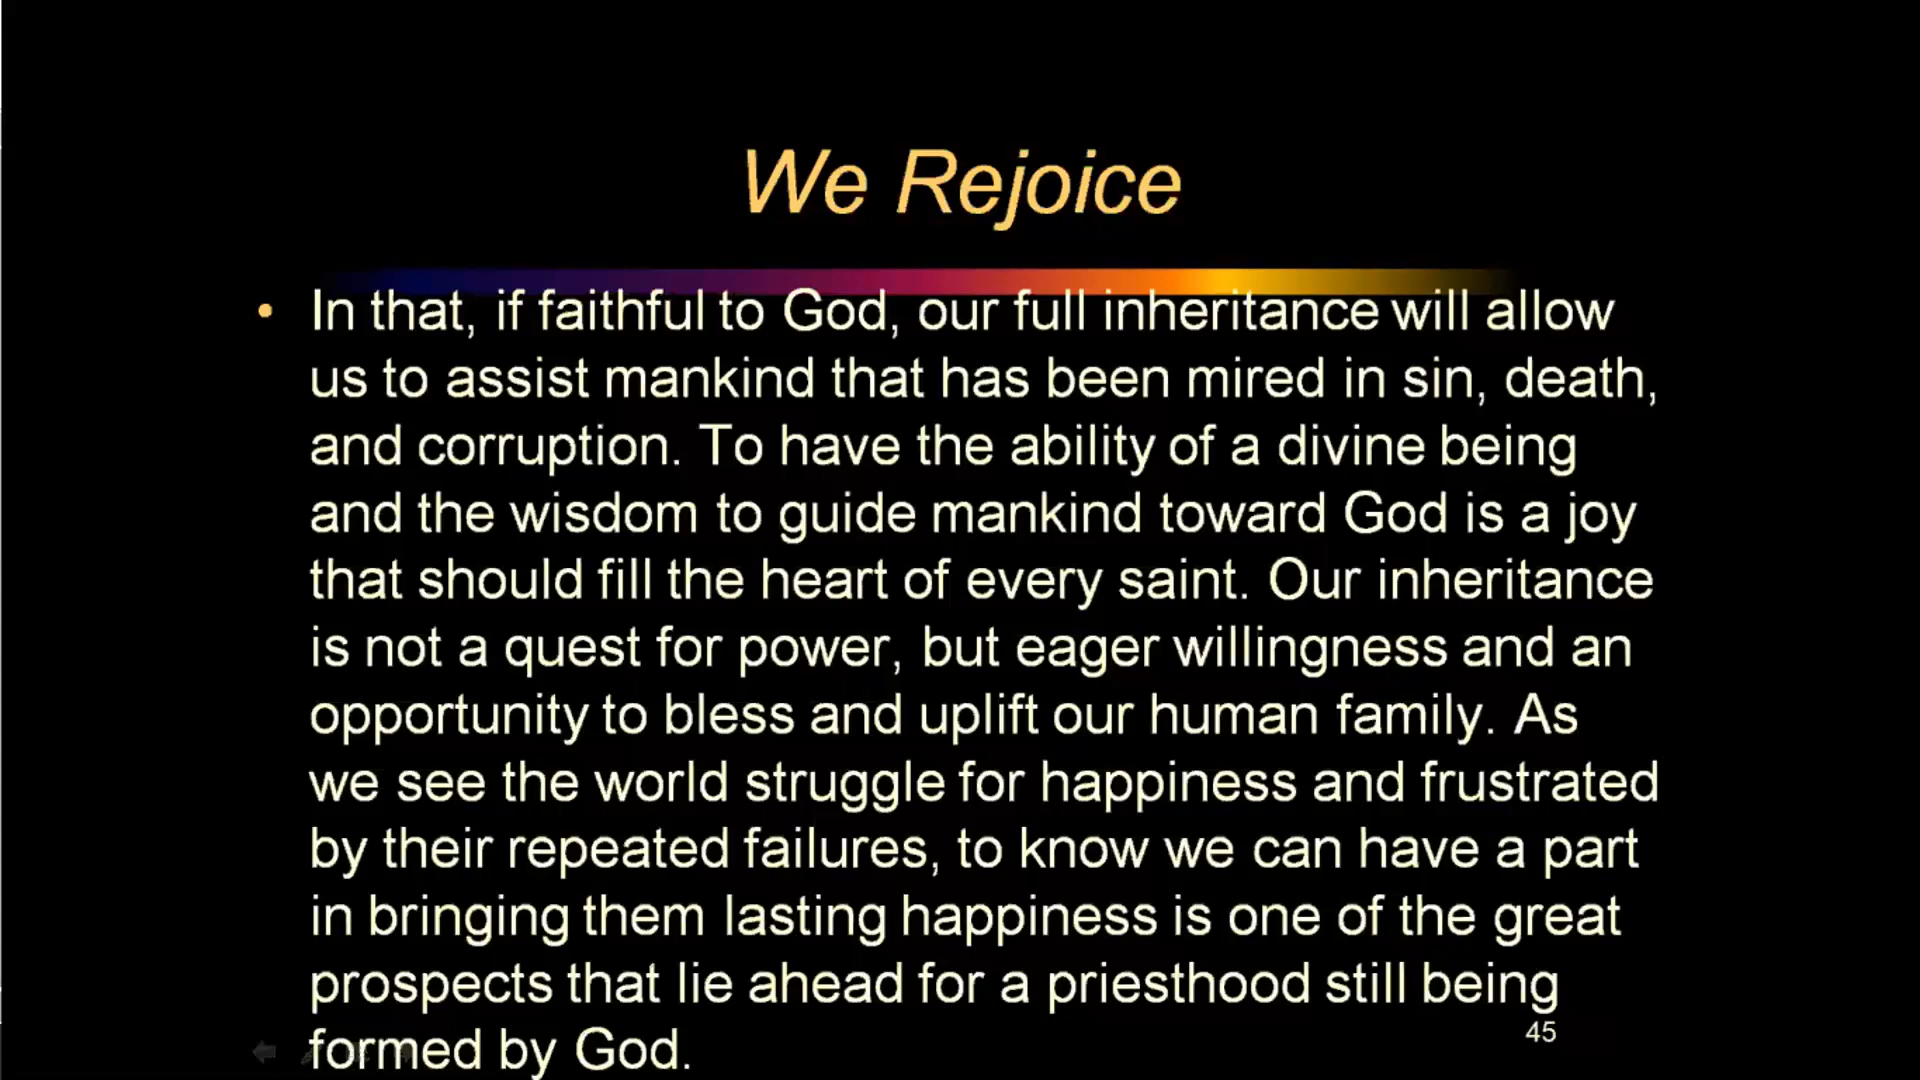 We Rejoice
• In that, if faithful to God, our full inheritance will allow
us to assist mankind that has been mired in sin, death,
and corruption. To have the ability of a divine being
and the wisdom to guide mankind toward God is a joy
that should fill the heart of every saint. Our inheritance
is not a quest for power, but eager willingness and an
opportunity to bless and uplift our human family. As
we see the world struggle for happiness and frustrated
by their repeated failures, to know we can have a part
in bringing them lasting happiness is one of the great
prospects that lie ahead for a priesthood still being
formed by God.
45